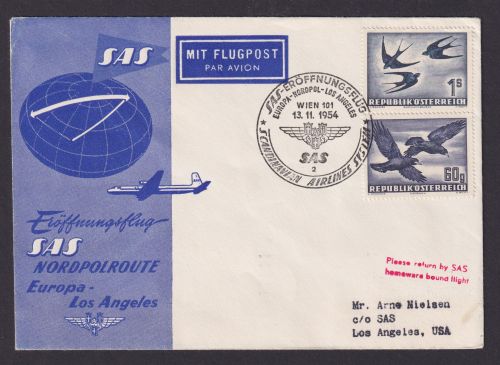 SAS
MIT FLUGPOST
PAR AVION
SAS-ERÖFFNUNGSFLUG
EUROPA-NORDPOL-LOS ANGELES
WIEN 101
13. 11. 1954
SAS
2
★ SCANDINAVIAN AIRLINES SYSTEM ★
1S
REPUBLIK ÖSTERREICH
60g
REPUBLIK ÖSTERREICH
Eröffnungsflug
SAS
NORDPOLROUTE
Europa-
Los Angeles
Please return by SAS
homeware bound flight
Mr. Arne Nielsen
c/o SAS
Los Angeles, USA